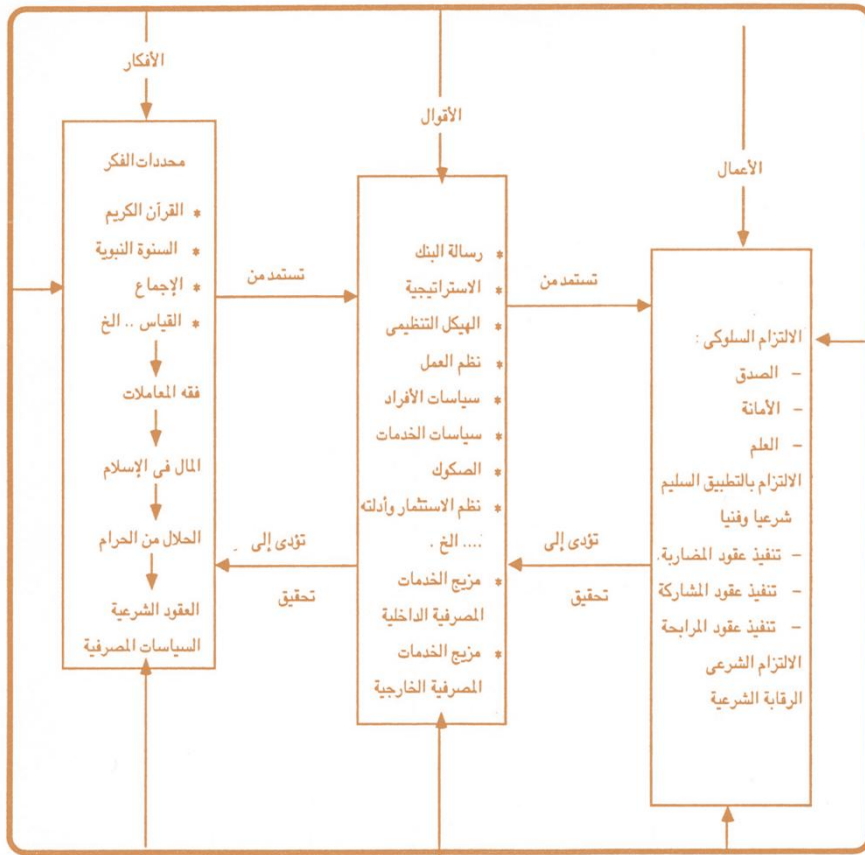 الأفكار
محددات الفكر
* القرآن الكريم
* السنوة النبوية
* الإجماع
* القياس .. الخ
فقه المعاملات
المال فى الإسلام
الحلال من الحرام
العقود الشرعية
السياسات المصرفية
تستمد من
تؤدى إلى
تحقيق
الأقوال
* رسالة البنك
* الاستراتيجية
* الهيكل التنظيمى
* نظم العمل
* سياسات الأفراد
* سياسات الخدمات
* الصكوك
* نظم الاستثمار وأدلته
.... الخ .
* مزيج الخدمات
المصرفية الداخلية
* مزيج الخدمات
المصرفية الخارجية
تستمد من
تؤدى إلى
تحقيق
الأعمال
الالتزام السلوكى :
– الصدق
– الأمانة
– العلم
الالتزام بالتطبيق السليم
شرعيا وفنيا
– تنفيذ عقود المضاربة.
– تنفيذ عقود المشاركة
– تنفيذ عقود المرابحة
الالتزام الشرعى
الرقابة الشرعية